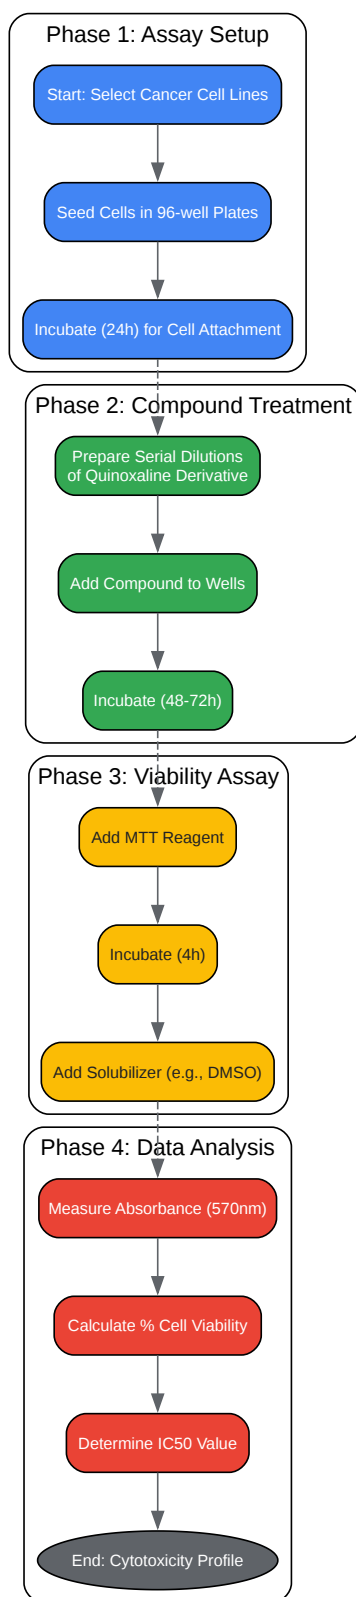 Phase 1: Assay Setup
Start: Select Cancer Cell Lines
Seed Cells in 96-well Plates
Incubate (24h) for Cell Attachment
Phase 2: Compound Treatment
Prepare Serial Dilutions
of Quinoxaline Derivative
Add Compound to Wells
Incubate (48-72h)
Phase 3: Viability Assay
Add MTT Reagent
Incubate (4h)
Add Solubilizer (e.g., DMSO)
Phase 4: Data Analysis
Measure Absorbance (570nm)
Calculate % Cell Viability
Determine IC50 Value
End: Cytotoxicity Profile